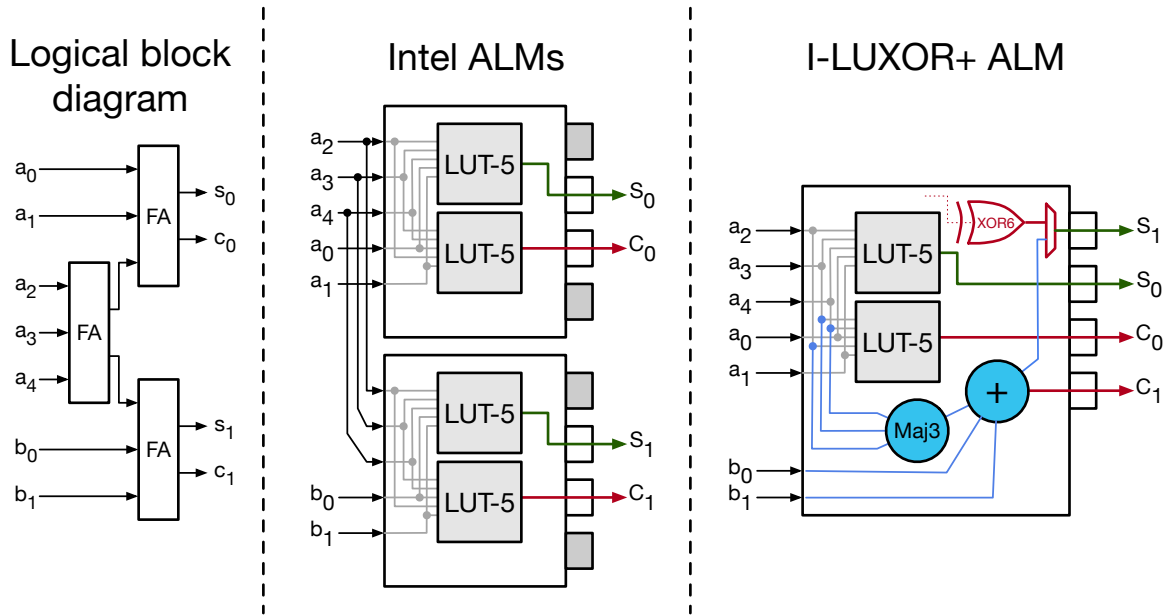 Logical block
diagram
a0
a1
FA
s0
c0
a2
a3
a4
FA
b0
b1
FA
s1
c1
Intel ALMs
a2
a3
a4
a0
a1
LUT-5
LUT-5
S0
C0
b0
b1
LUT-5
LUT-5
S1
C1
I-LUXOR+ ALM
a2
a3
a4
a0
a1
b0
b1
LUT-5
LUT-5
XOR6
Maj3
+
S1
S0
C0
C1